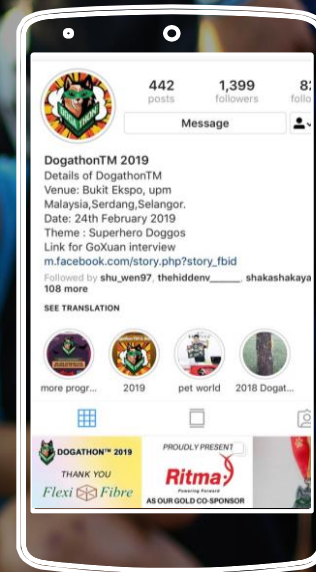 442 1,399
posts followers
Message
DogathonTM 2019
Details of DogathonTM
Venue: Bukit Ekspo, upm
Malaysia,Serdang,Selangor.
Date: 24th February 2019
Theme : Superhero Doggos
Link for GoXuan interview
m.facebook.com/story.php?story_fbid
Followed by shu_wen97, thehiddenv_____, shakashakaya
108 more
SEE TRANSLATION
more progr... 2019 pet world 2018 Dogat...
DOGATHON™ 2019
THANK YOU
Flexi Fibre
PROUDLY PRESENT
Ritma
Powering Forward
AS OUR GOLD CO-SPONSOR